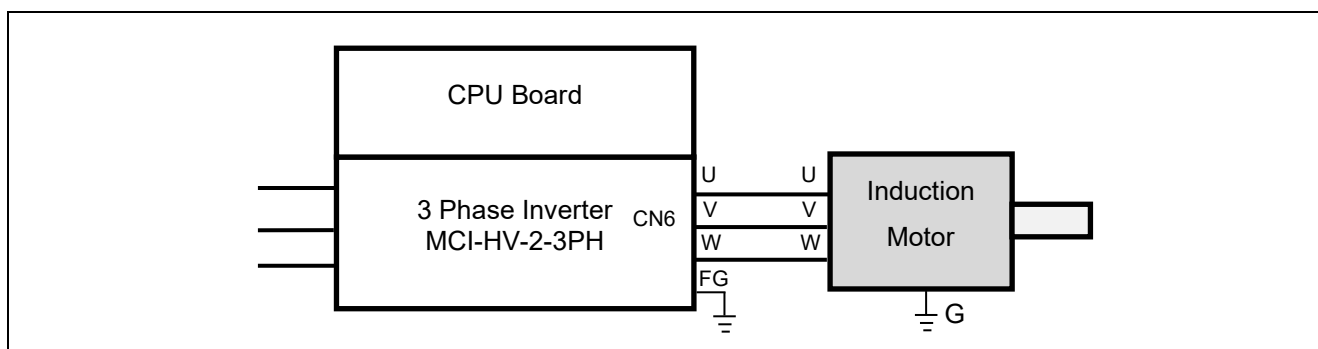 CPU Board
3 Phase Inverter
MCI-HV-2-3PH
CN6
U
V
W
FG
U
V
W
Induction
Motor
G